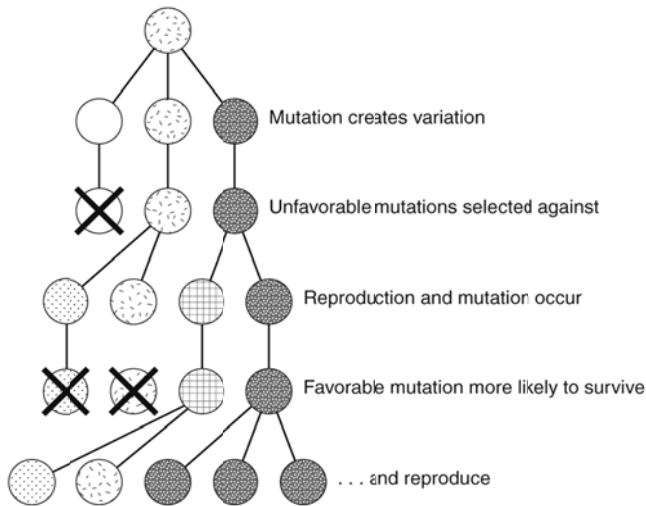 Mutation creates variation
Unfavorable mutations selected against
Reproduction and mutation occur
Favorable mutation more likely to survive
. . . and reproduce